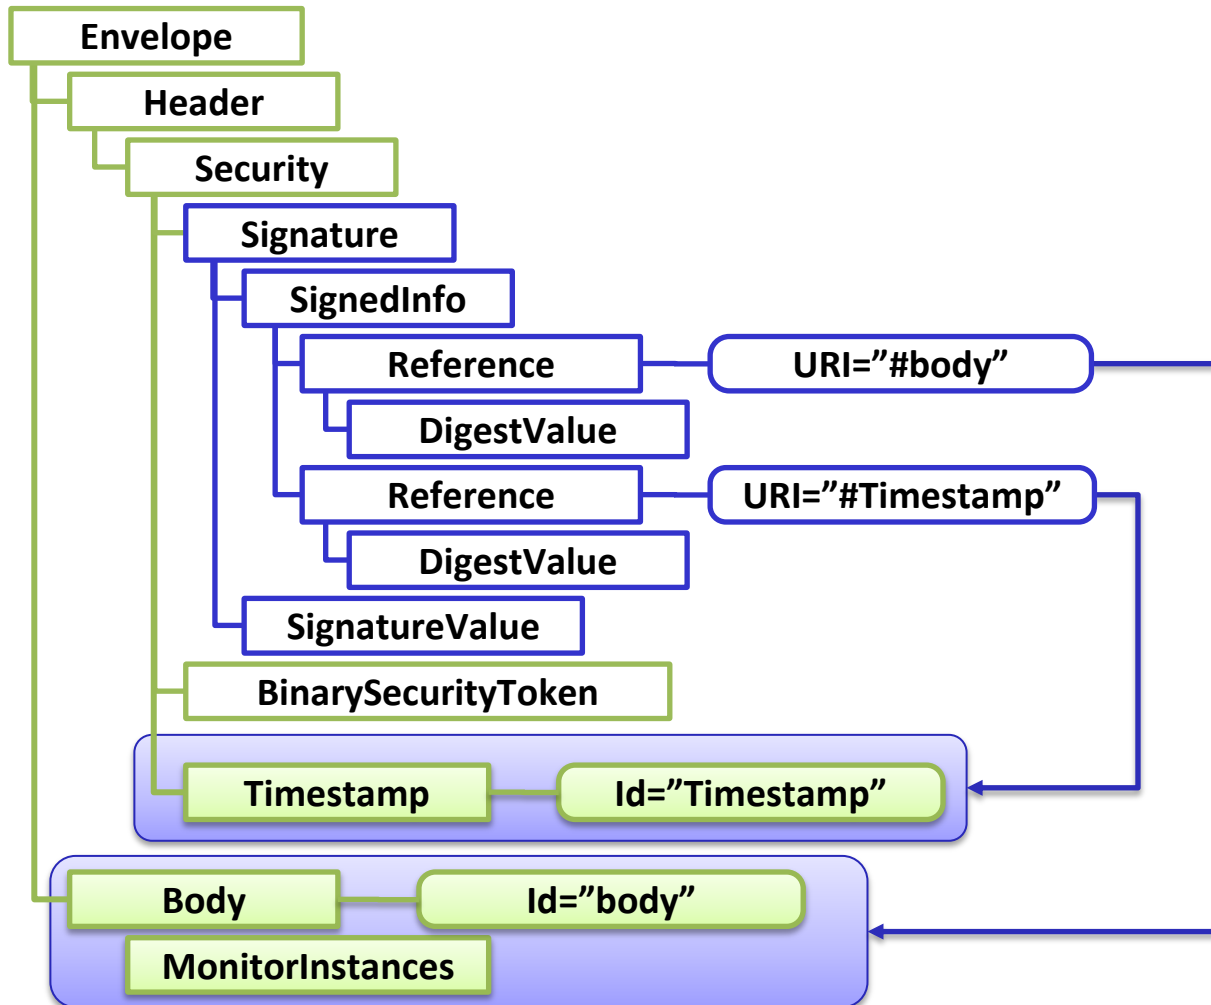 Envelope
Header
Security
Signature
SignedInfo
Reference
URI=”#body”
DigestValue
Reference
URI=”#Timestamp”
DigestValue
SignatureValue
BinarySecurityToken
Timestamp
Id=”Timestamp”
Body
Id=”body”
MonitorInstances